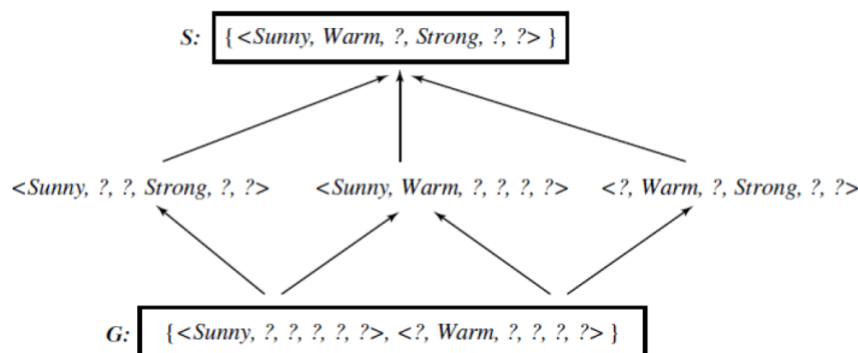 S: { <Sunny, Warm, ?, Strong, ?, ?> }
<Sunny, ?, ?, Strong, ?, ?> <Sunny, Warm, ?, ?, ?, ?> <?, Warm, ?, Strong, ?, ?>
G: {<Sunny, ?, ?, ?, ?, ?>, <?, Warm, ?, ?, ?, ?> }